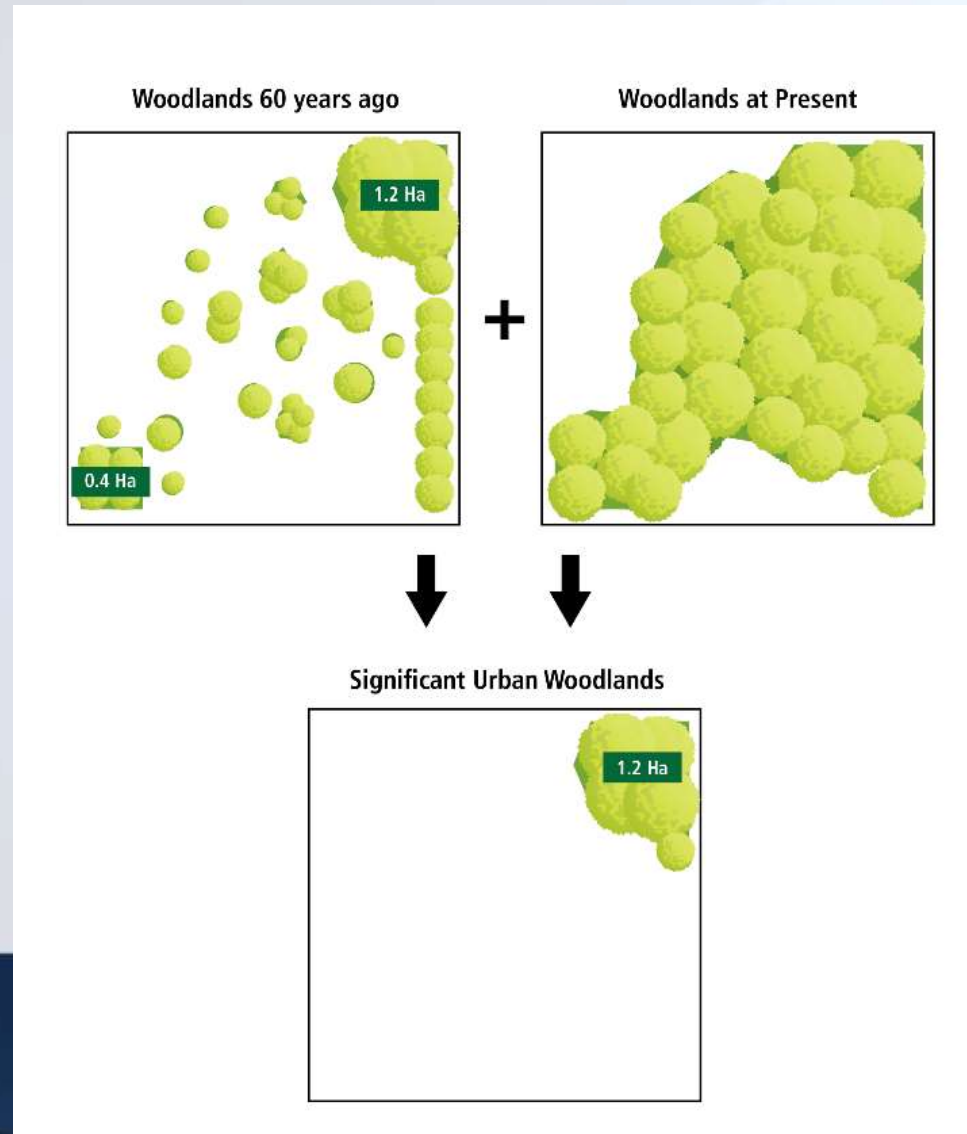 Woodlands 60 years ago
Woodlands at Present
1.2 Ha
+
0.4 Ha
Significant Urban Woodlands
1.2 Ha